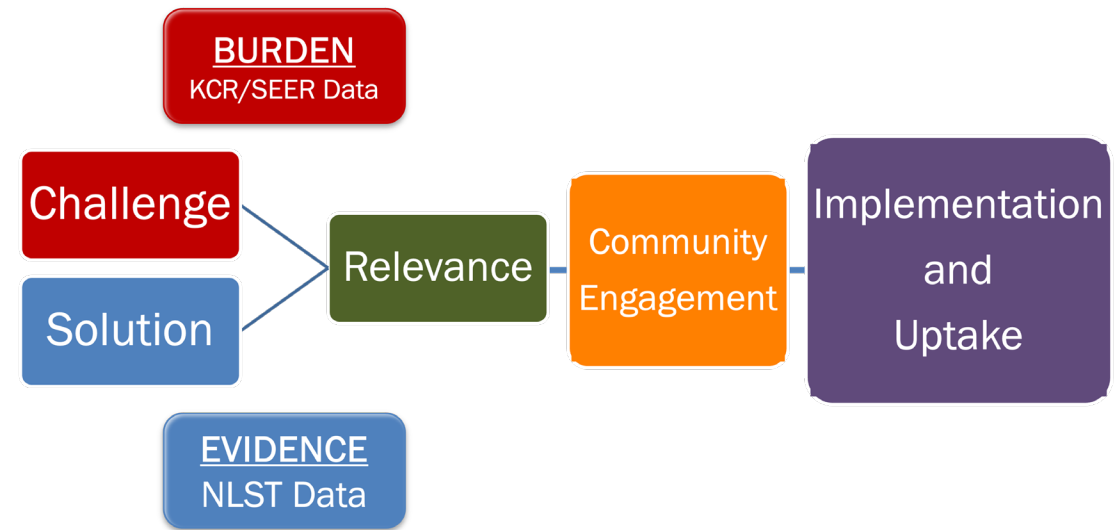 BURDEN
KCR/SEER Data
Challenge
Solution
Relevance
Community
Engagement
Implementation
and
Uptake
EVIDENCE
NLST Data